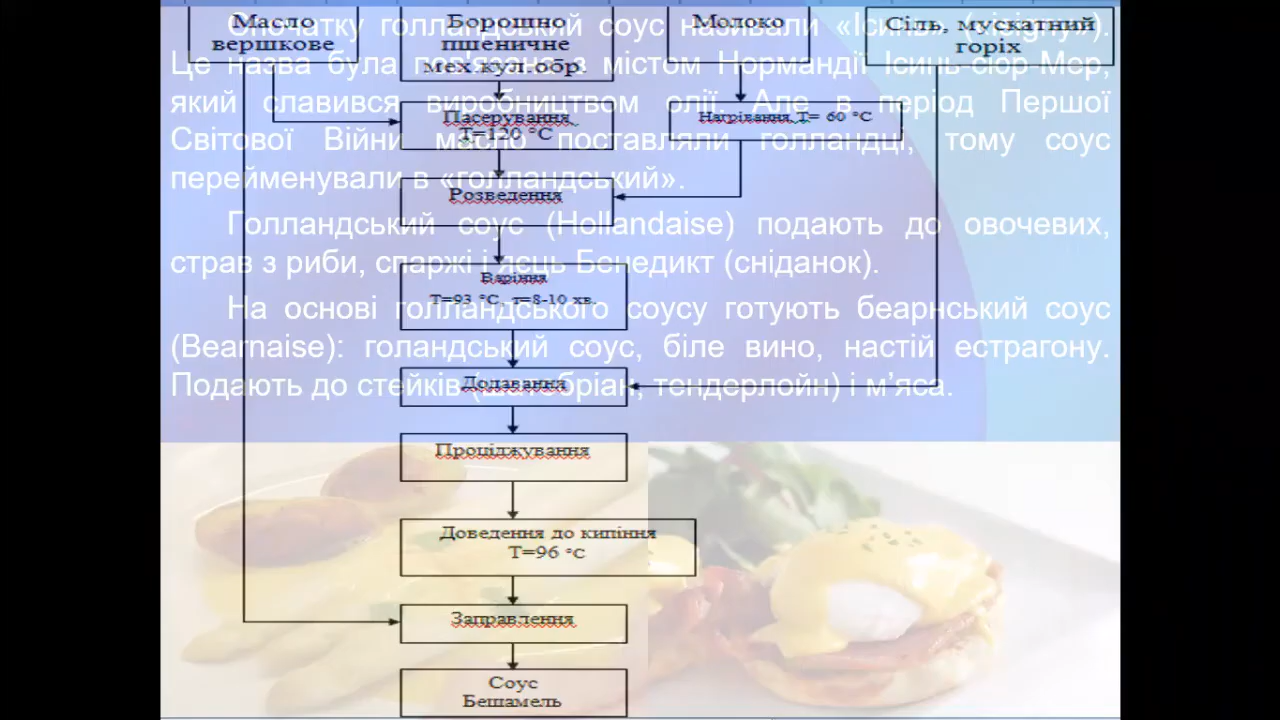 Масло
вершкове
Борошно
пшеничне
мех.кул.обр.
Молоко
Сіль, мускатний
горіх
Пасерування,
Т=120 °С
Нагрівання, Т= 60 °С
Розведення
Варіння
Т=93 °С, τ=8-10 хв.
Додавання
Проціджування
Доведення до кипіння
Т=96 °С
Заправлення
Соус
Бешамель
Спочатку голландський соус називали «Ісинь»
Це назва була пов'язана з містом Нормандії Ісинь-сюр-Мер,
який славився виробництвом олії. Але в період Першої
Світової Війни масло поставляли голландці, тому соус
перейменували в «голландський».
Голландський соус (Hollandaise) подають до овочевих,
страв з риби, спаржі і яєць Бенедикт (сніданок).
На основі голландського соусу готують беарнський соус
(Bearnaise): голандський соус, біле вино, настій естрагону.
Подають до стейків (шатобріан, тендерлойн) і м’яса.